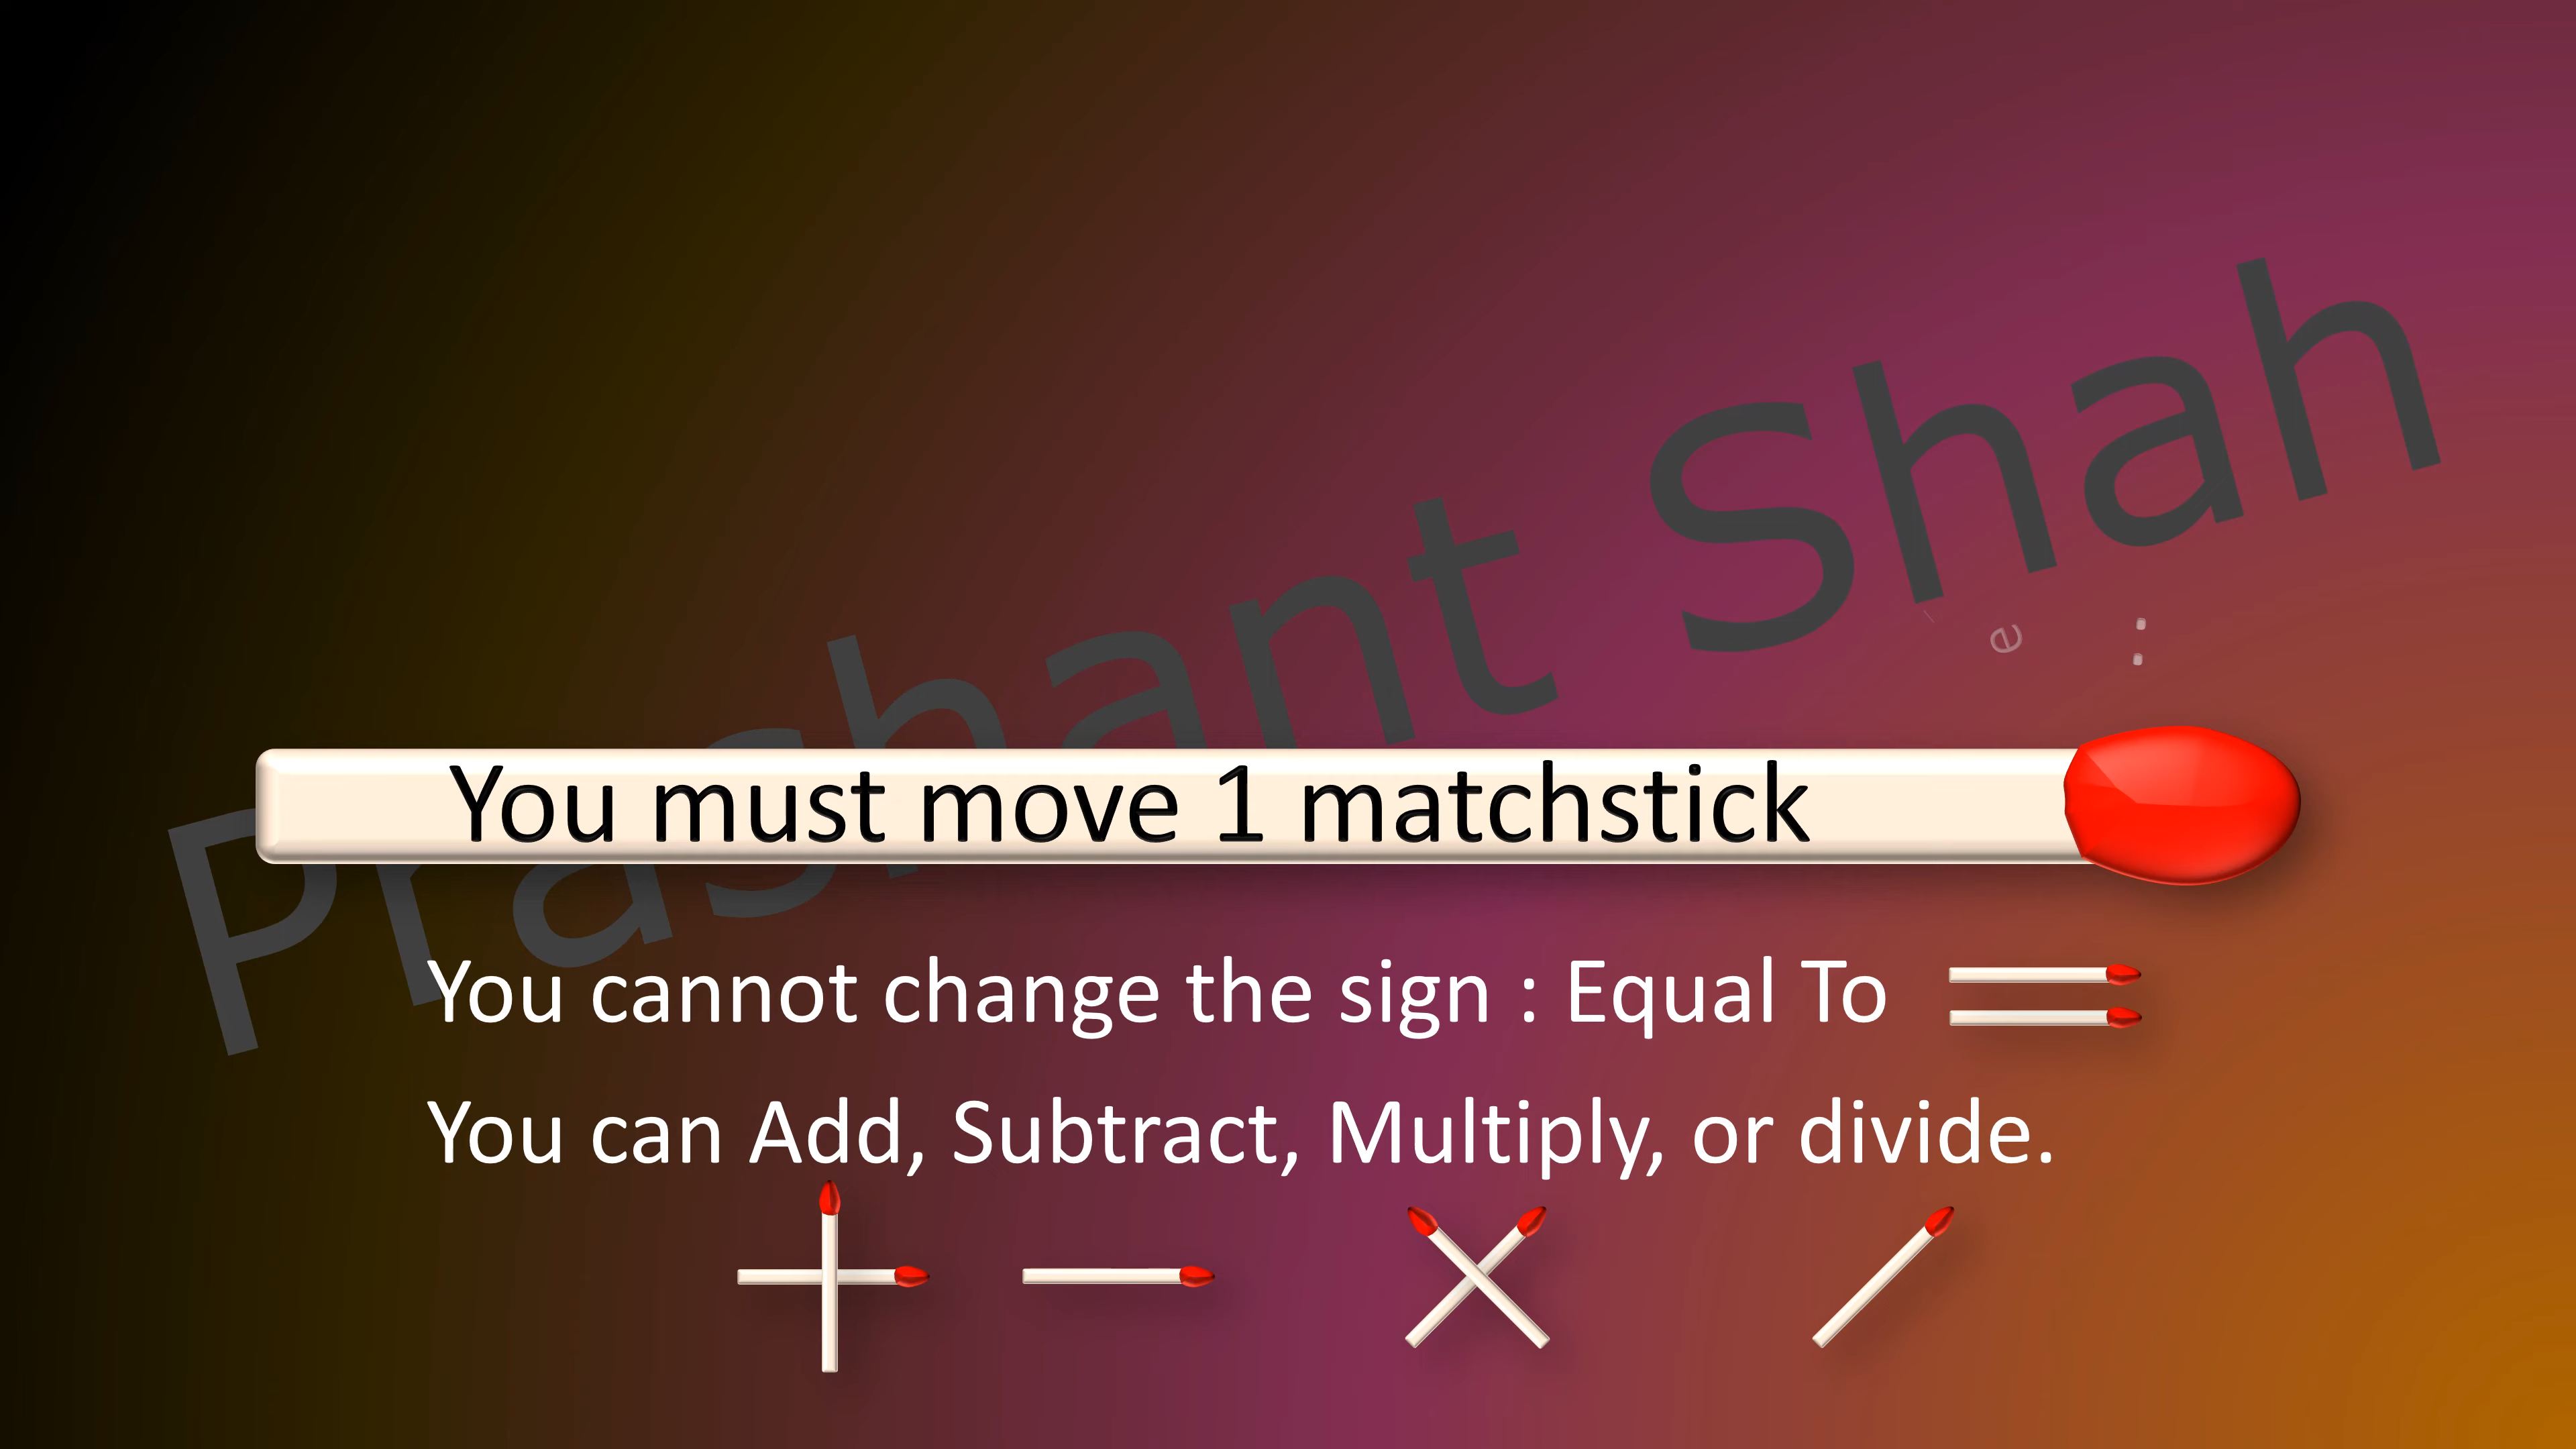 Prashant Shah
You must move 1 matchstick
You cannot change the sign : Equal To
You can Add, Subtract, Multiply, or divide.